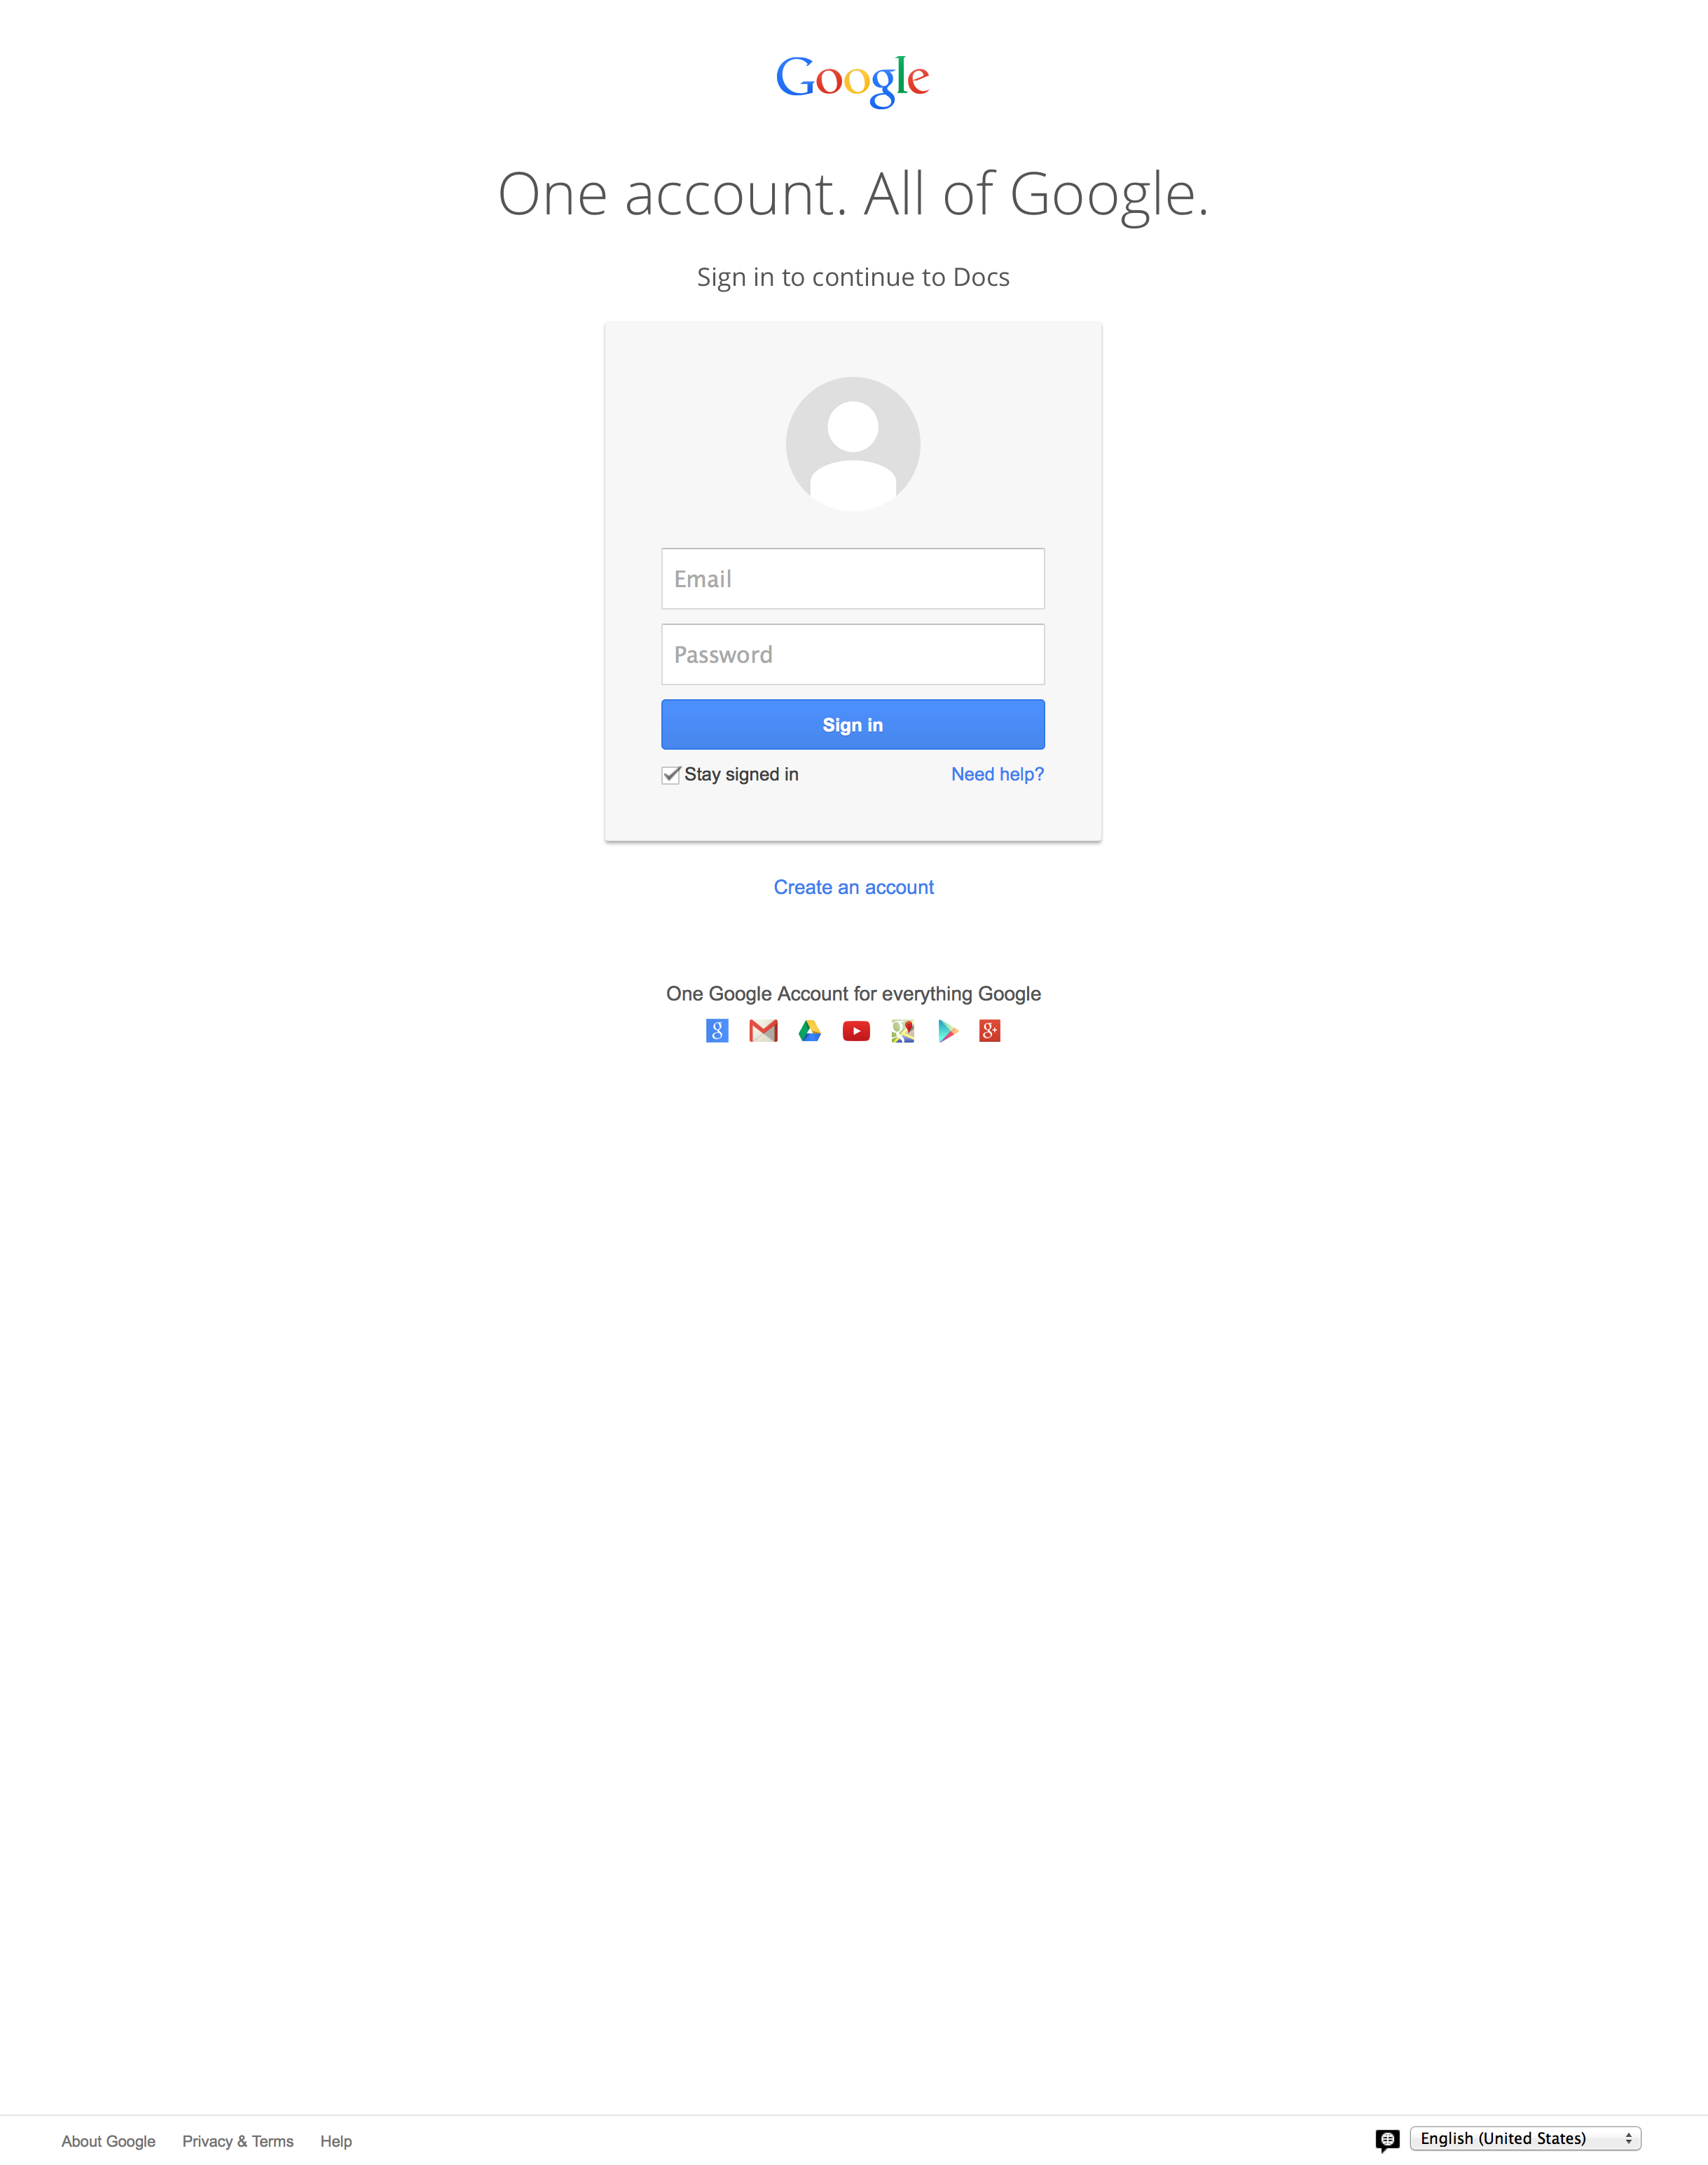 Google
One account. All of Google.
Sign in to continue to Docs
Email
Password
Sign in
Stay signed in
Need help?
Create an account
One Google Account for everything Google
g
g+
About Google
Privacy & Terms
Help
English (United States)